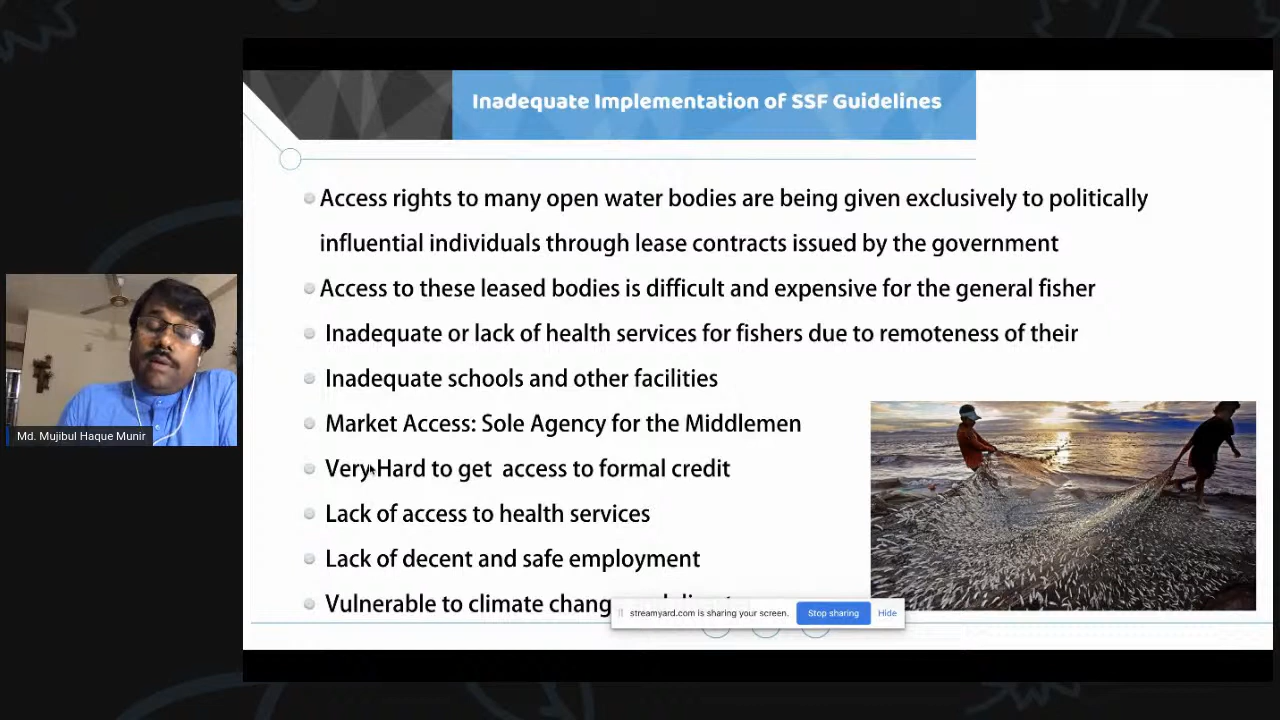 Inadequate Implementation of SSF Guidelines
Access rights to many open water bodies are being given exclusively to politically
influential individuals through lease contracts issued by the government
Access to these leased bodies is difficult and expensive for the general fisher
Inadequate or lack of health services for fishers due to remoteness of their
Inadequate schools and other facilities
Market Access: Sole Agency for the Middlemen
Very Hard to get access to formal credit
Lack of access to health services
Lack of decent and safe employment
Vulnerable to climate
streamyard.com is sharing your screen. Stop sharing Hide
Md. Mujibul Haque Munir